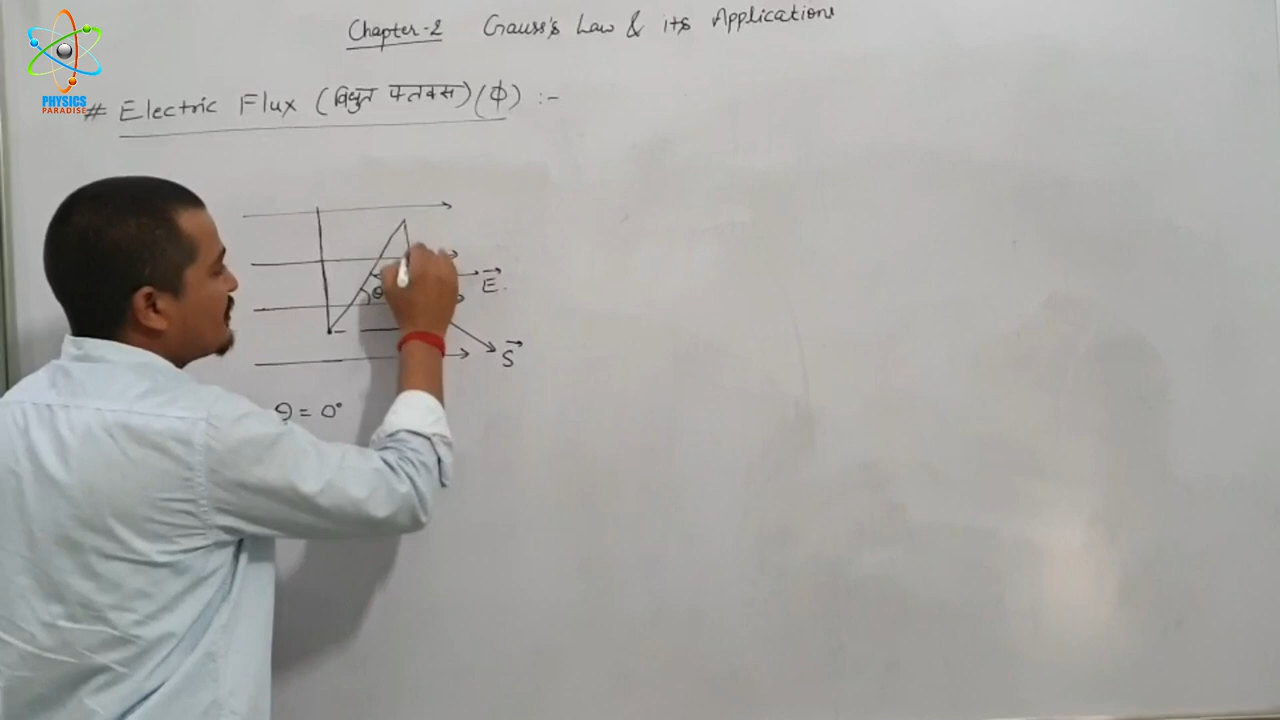 Chapter-2 Gauss's Law & its Applications
PHYSICS
PARADISE
# Electric Flux (विधुत फ्लक्स) (ϕ) :-
E⃗.
θ
S⃗
θ = 0°